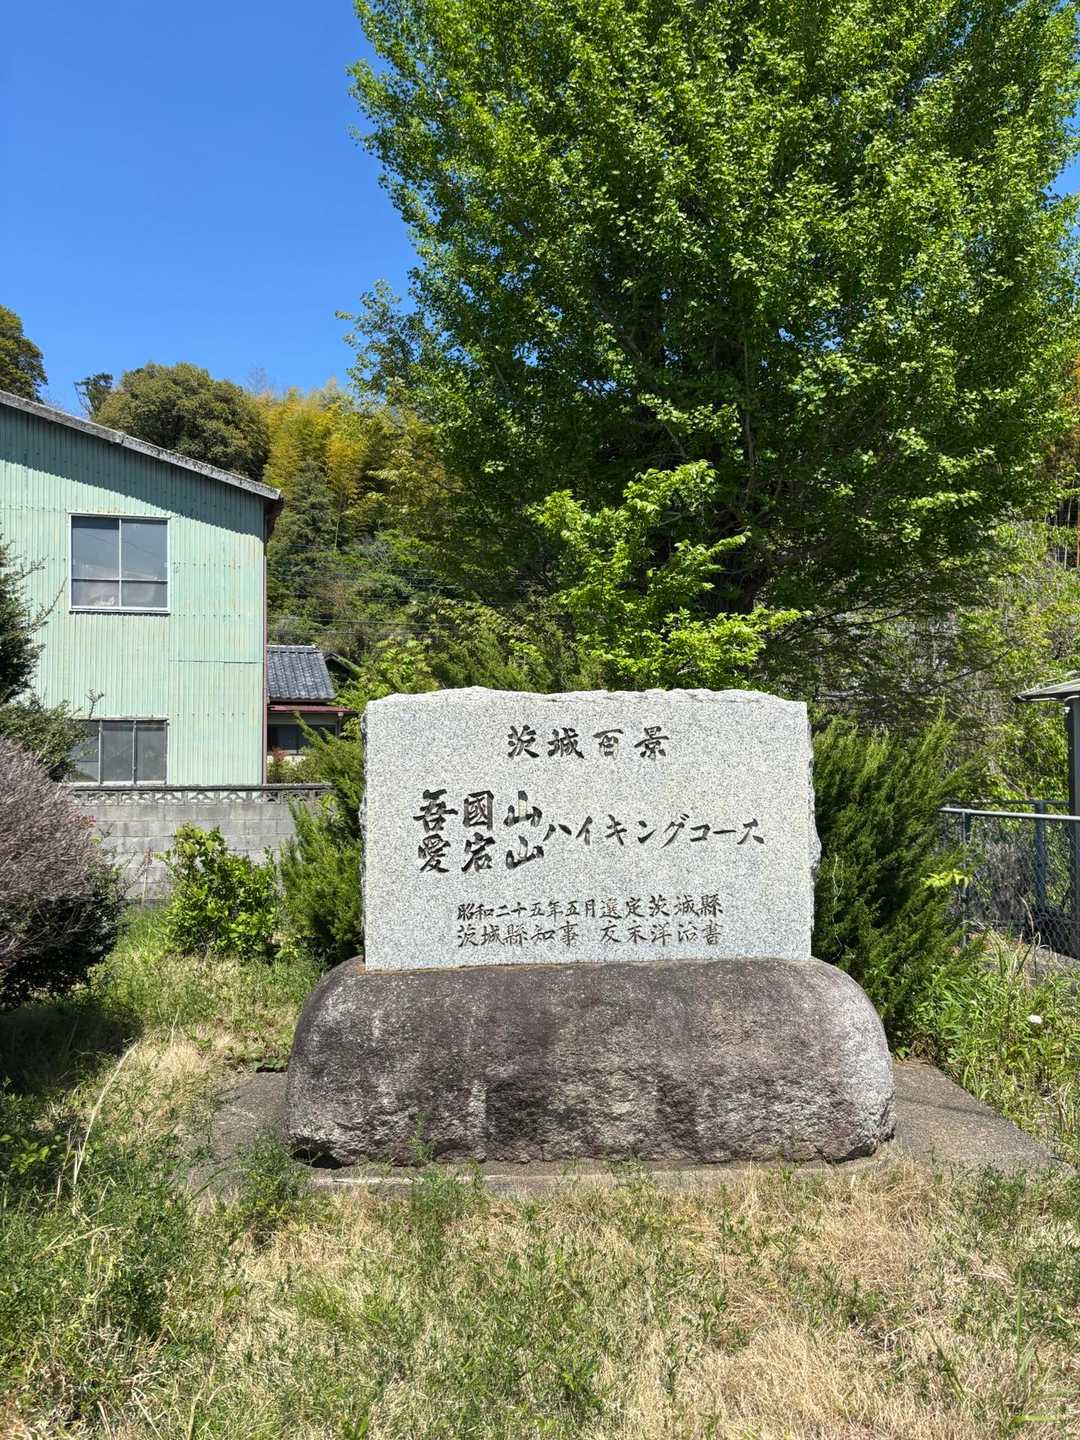 茨城百景
吾國山
愛宕山
ハイキングコース
昭和二十五年五月選定茨城縣
茨城縣知事 友末洋治書